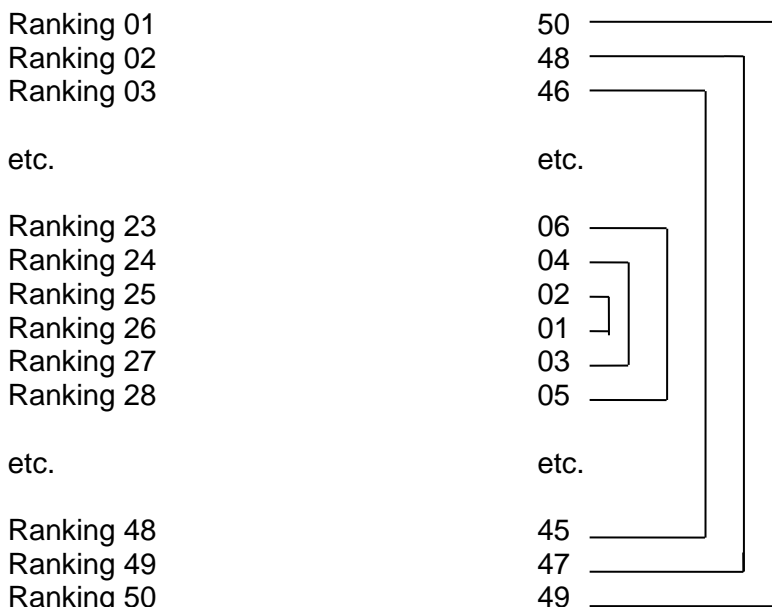 Ranking 01 50
Ranking 02 48
Ranking 03 46
etc. etc.
Ranking 23 06
Ranking 24 04
Ranking 25 02
Ranking 26 01
Ranking 27 03
Ranking 28 05
etc. etc.
Ranking 48 45
Ranking 49 47
Ranking 50 49